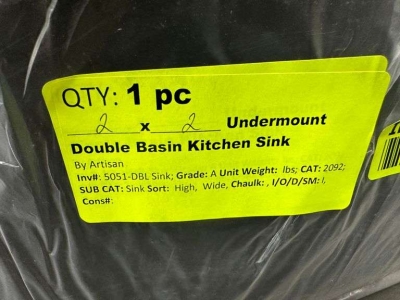 QTY: 1 pc
2 x 2 Undermount
Double Basin Kitchen Sink
By Artisan
Inv#: 5051-DBL Sink; Grade: A Unit Weight: lbs; CAT: 2092;
SUB CAT: Sink Sort: High, Wide, Chaulk: , I/O/D/SM: I,
Cons#: